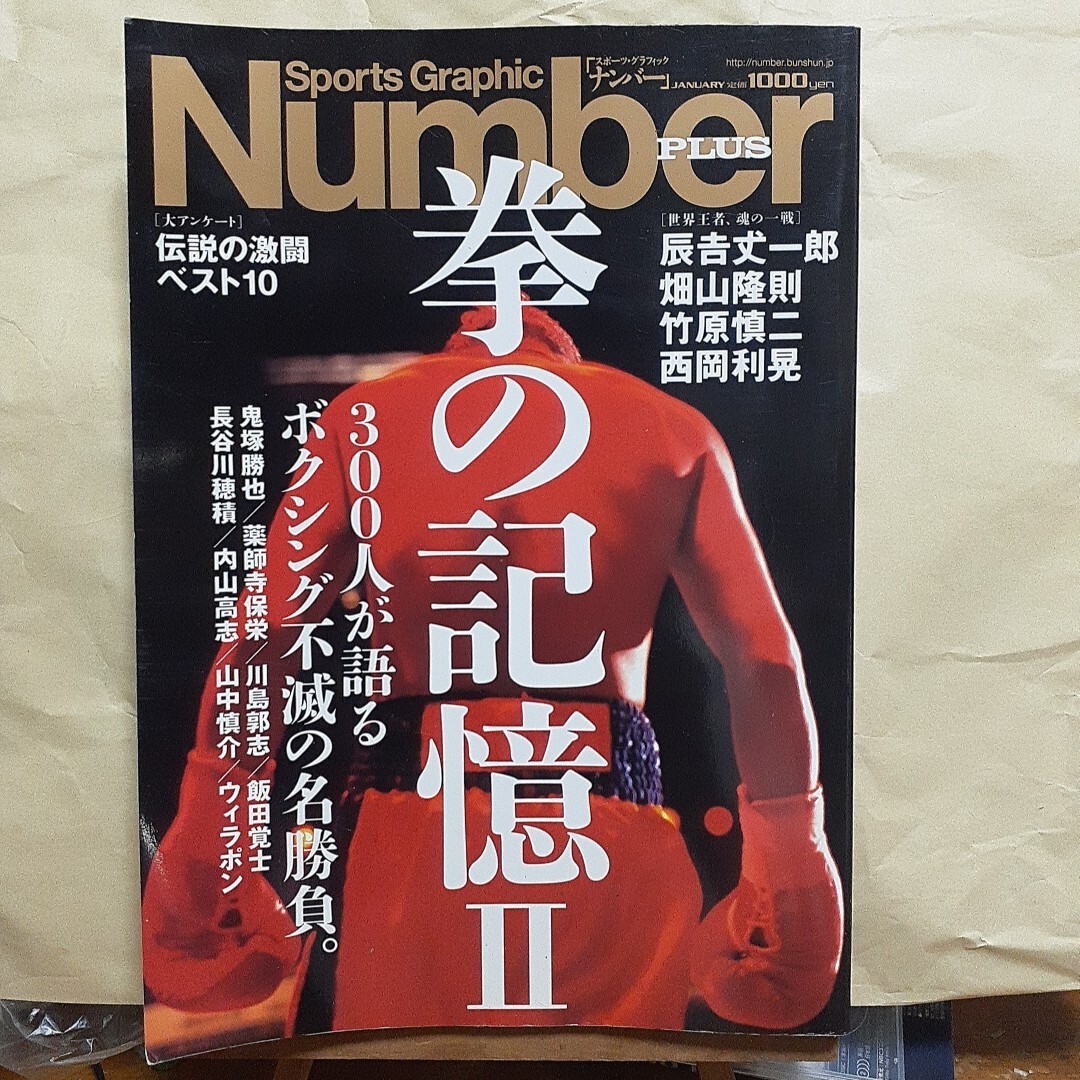 Sports Graphic
「スポーツ・グラフィック
ナンバー」
JANUARY 定価1000yen
http://number.bunshun.jp
Number
PLUS
[大アンケート]
伝説の激闘
ベスト10
[世界王者、魂の一戦]
辰吉丈一郎
畑山隆則
竹原慎二
西岡利晃
拳の記憶II
300人が語る
ボクシング不滅の名勝負。
鬼塚勝也／薬師寺保栄／川島郭志／飯田覚士
長谷川穂積／内山高志／山中慎介／ウィラポン